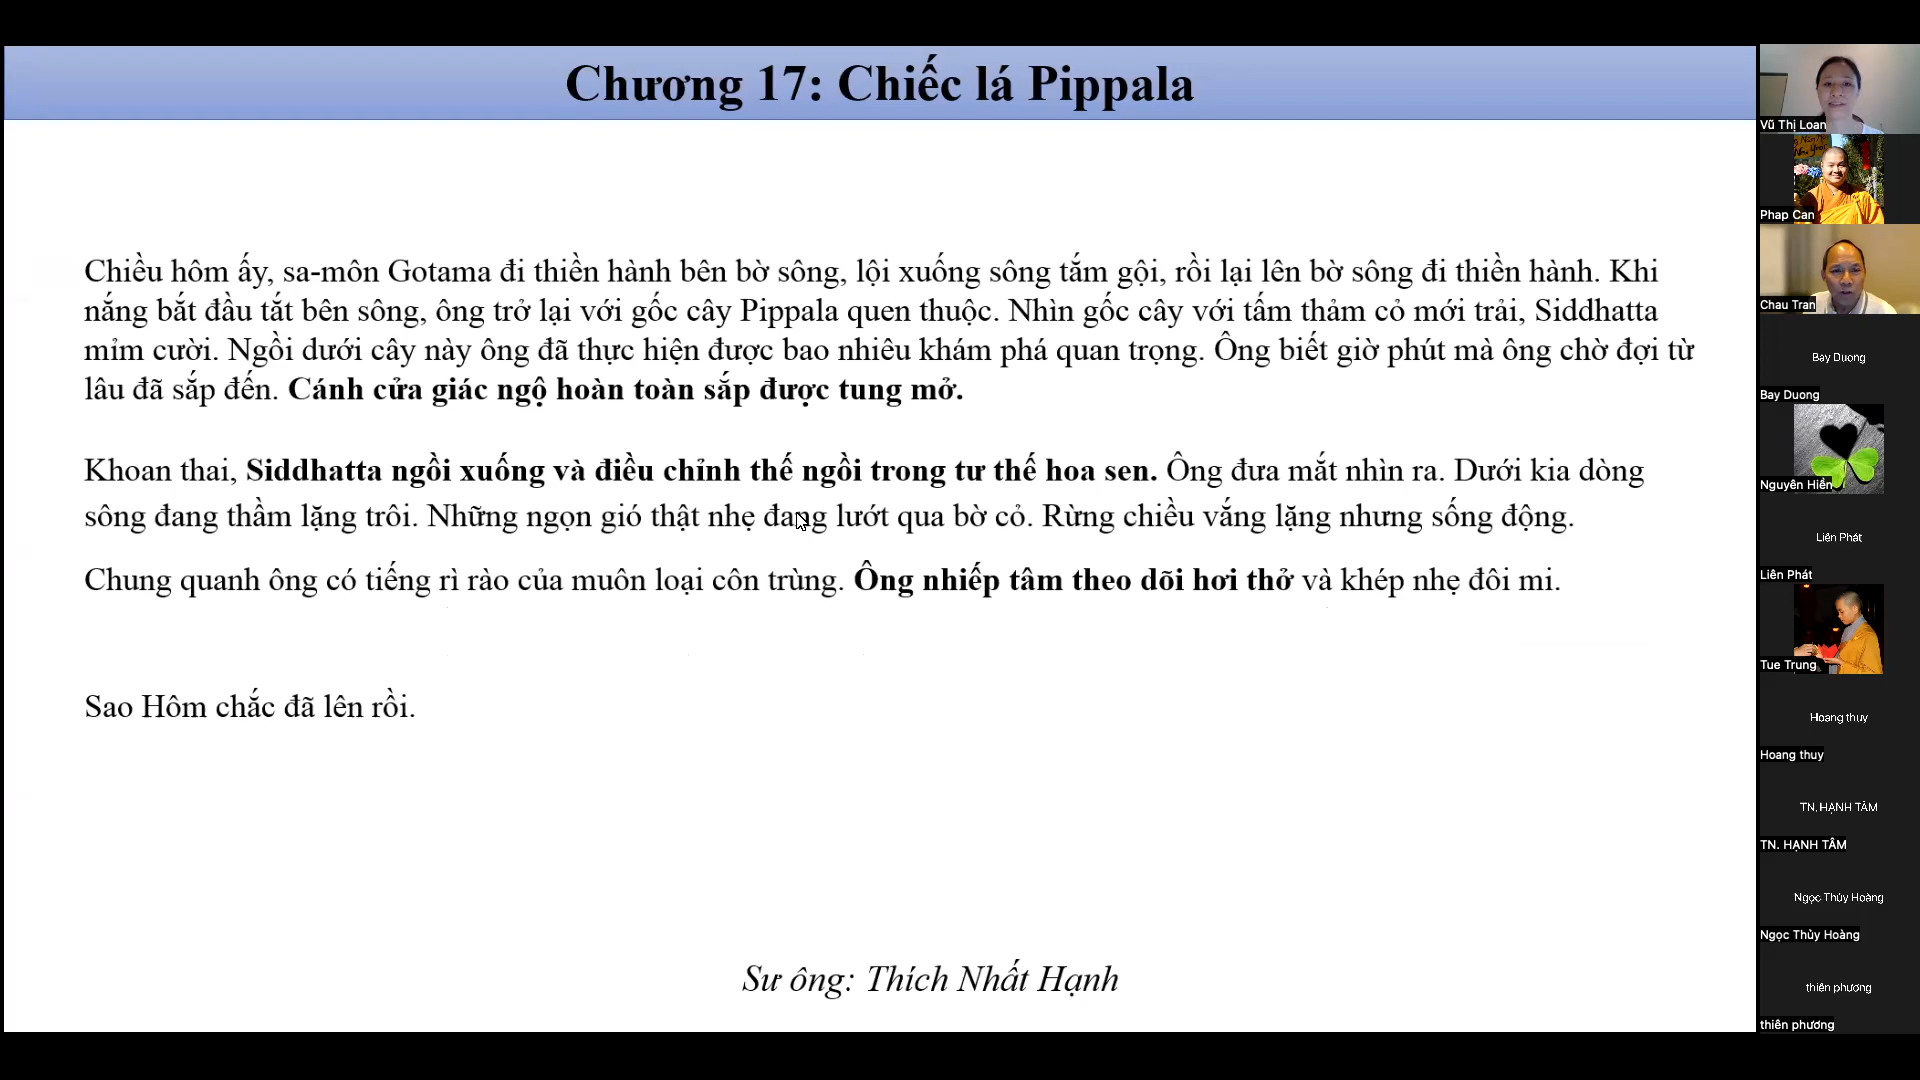 Chương 17: Chiếc lá Pippala
Chiều hôm ấy, sa-môn Gotama đi thiền hành bên bờ sông, lội xuống sông tắm gội, rồi lại lên bờ sông đi thiền hành. Khi
nắng bắt đầu tắt bên sông, ông trở lại với gốc cây Pippala quen thuộc. Nhìn gốc cây với tấm thảm cỏ mới trải, Siddhatta
mỉm cười. Ngồi dưới cây này ông đã thực hiện được bao nhiêu khám phá quan trọng. Ông biết giờ phút mà ông chờ đợi từ
lâu đã sắp đến. Cánh cửa giác ngộ hoàn toàn sắp được tung mở.
Khoan thai, Siddhatta ngồi xuống và điều chỉnh thế ngồi trong tư thế hoa sen. Ông đưa mắt nhìn ra. Dưới kia dòng
sông đang thầm lặng trôi. Những ngọn gió thật nhẹ đang lướt qua bờ cỏ. Rừng chiều vắng lặng nhưng sống động.
Chung quanh ông có tiếng rì rào của muôn loại côn trùng. Ông nhiếp tâm theo dõi hơi thở và khép nhẹ đôi mi.
Sao Hôm chắc đã lên rồi.
Sư ông: Thích Nhất Hạnh
Vũ Thị Loan
Phap Can
Chau Tran
Bay Duong
Bay Duong
Nguyên Hiển
Liên Phát
Liên Phát
Tue Trung
Hoang thuy
Hoang thuy
TN. HẠNH TÂM
TN. HẠNH TÂM
Ngọc Thủy Hoàng
Ngọc Thủy Hoàng
thiên phương
thiên phương